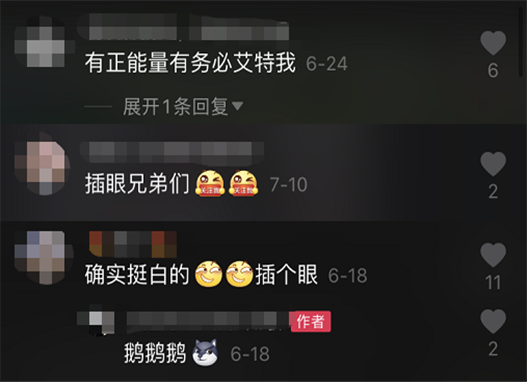 有正能量有务必艾特我 6-24
6
展开1条回复
插眼兄弟们 7-10
2
确实挺白的 插个眼 6-18
11
作者
鹅鹅鹅 6-18
2